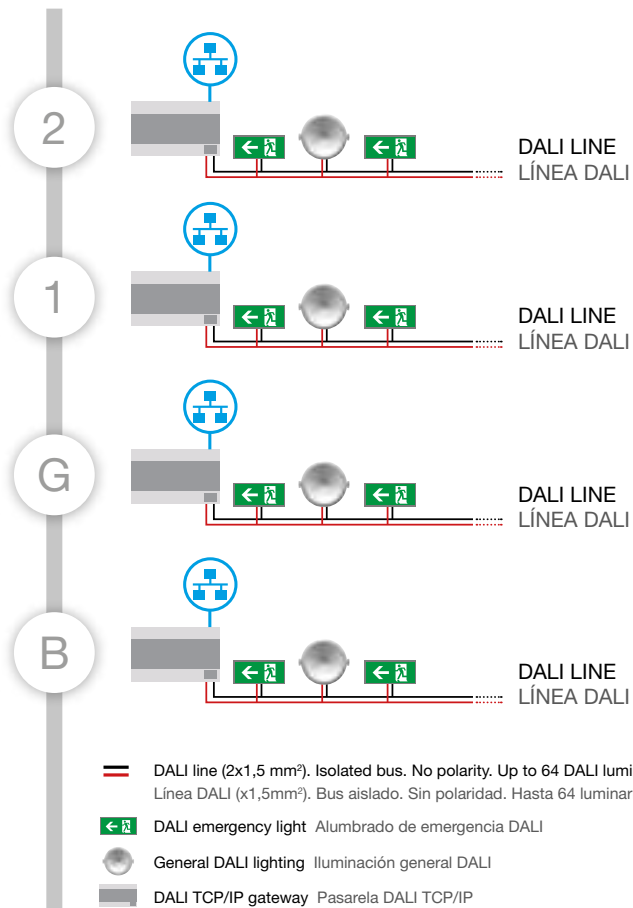 2
DALI LINE
LÍNEA DALI
1
DALI LINE
LÍNEA DALI
G
DALI LINE
LÍNEA DALI
B
DALI LINE
LÍNEA DALI
DALI line (2x1,5 mm²). Isolated bus. No polarity. Up to 64 DALI lumi
Línea DALI (x1,5mm²). Bus aislado. Sin polaridad. Hasta 64 luminar
DALI emergency light Alumbrado de emergencia DALI
General DALI lighting Iluminación general DALI
DALI TCP/IP gateway Pasarela DALI TCP/IP